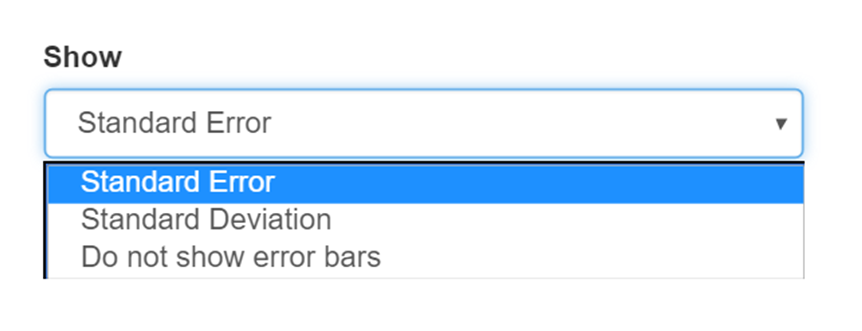 Show
Standard Error
Standard Error
Standard Deviation
Do not show error bars